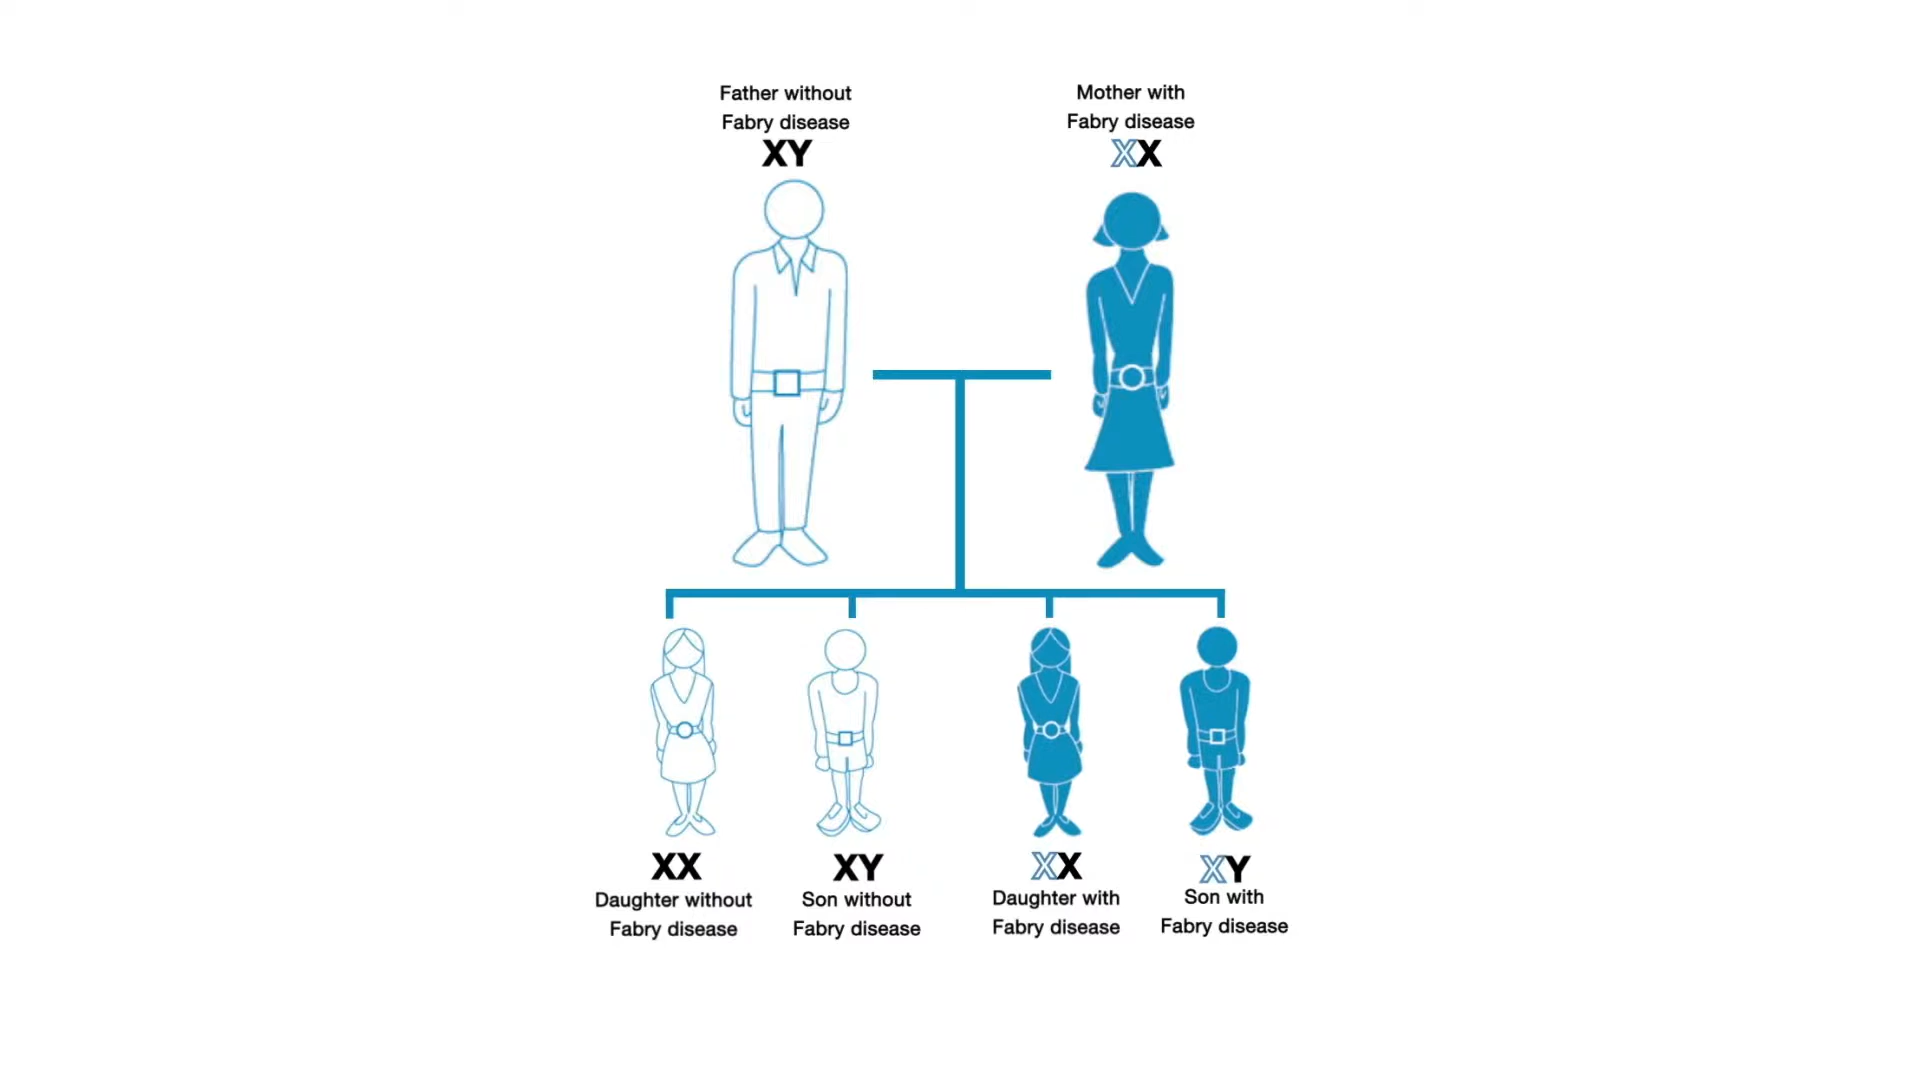 Father without
Fabry disease
XY
Mother with
Fabry disease
XX
XX
Daughter without
Fabry disease
XY
Son without
Fabry disease
XX
Daughter with
Fabry disease
XY
Son with
Fabry disease